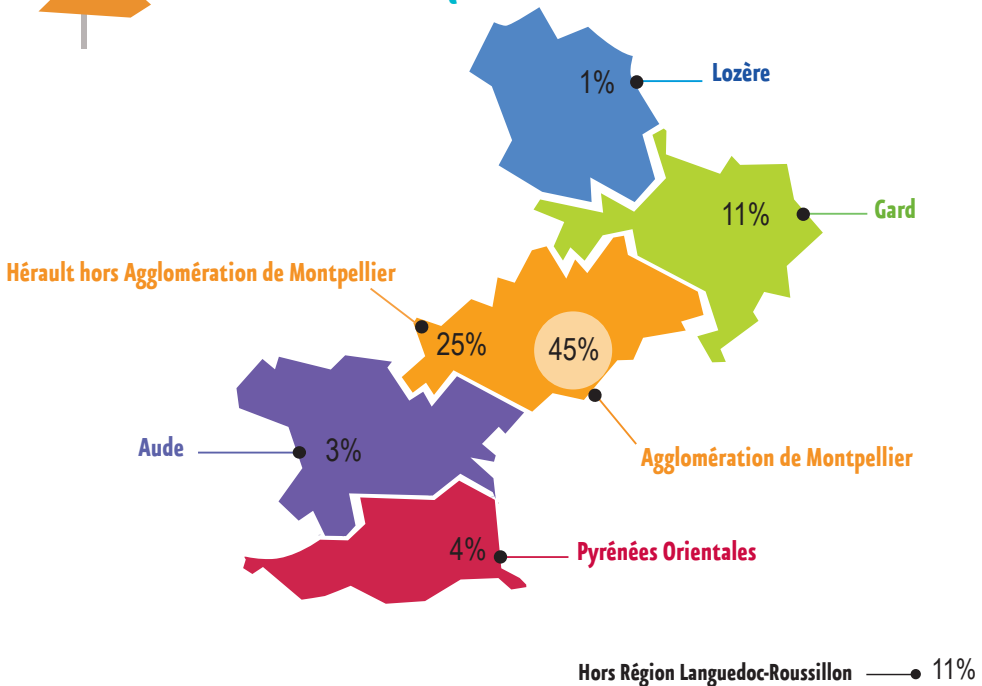 1%
Lozère
11%
Gard
Hérault hors Agglomération de Montpellier
25%
45%
Aude
3%
Agglomération de Montpellier
4%
Pyrénées Orientales
Hors Région Languedoc-Roussillon
11%